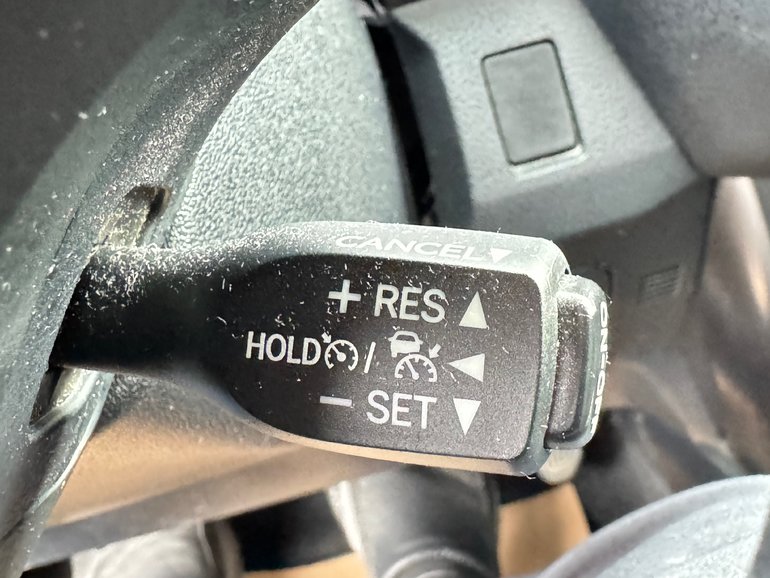 CANCEL▼
+ RES ▲
HOLD / ◀
− SET ▼